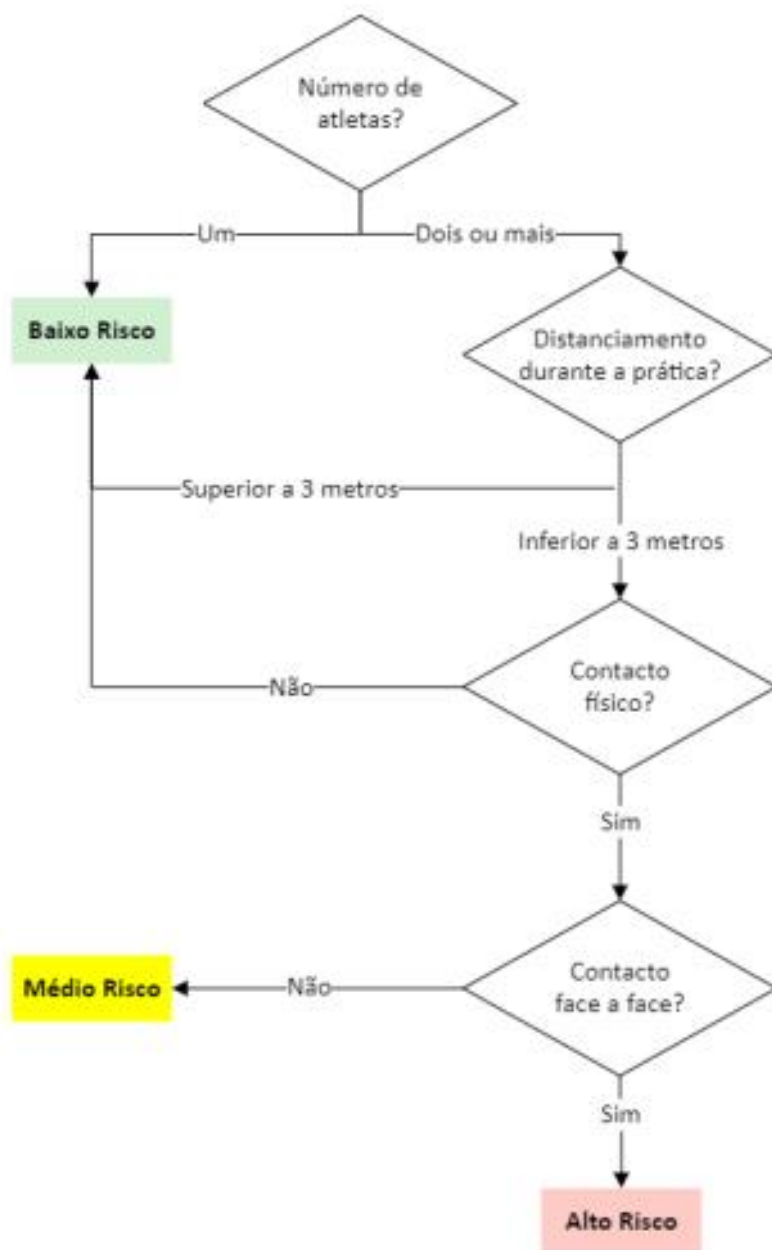 Número de
atletas?
Um
Dois ou mais
Baixo Risco
Distanciamento
durante a prática?
Superior a 3 metros
Inferior a 3 metros
Contacto
físico?
Não
Sim
Contacto
face a face?
Não
Médio Risco
Sim
Alto Risco